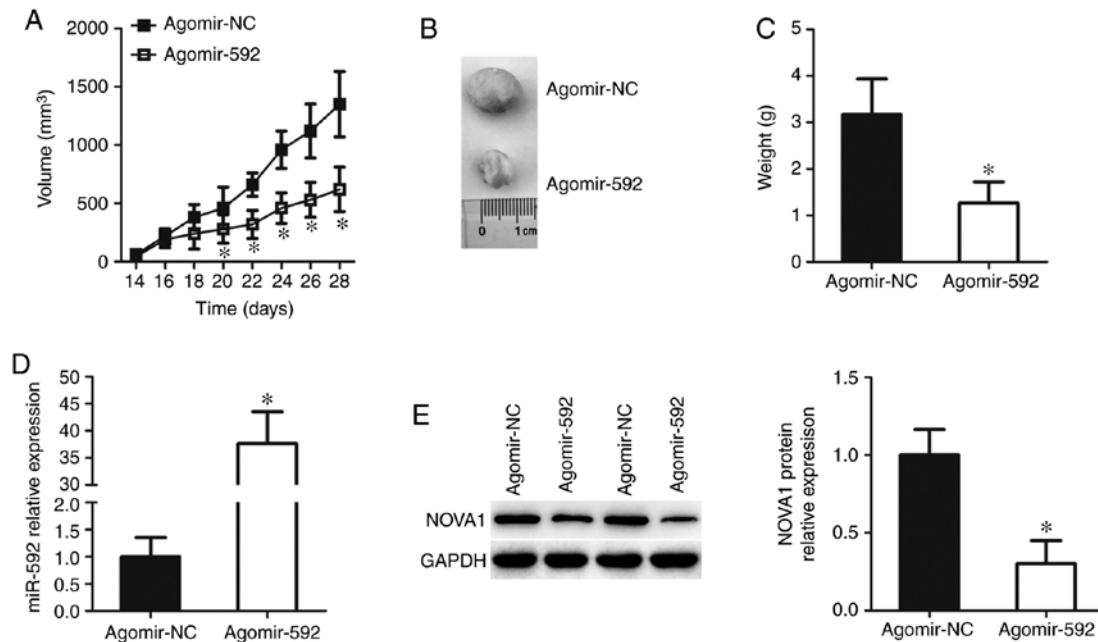 A
Agomir-NC
Agomir-592
2000
1500
1000
500
0
Volume (mm³)
14 16 18 20 22 24 26 28
* * * * *
Time (days)
B
Agomir-NC
Agomir-592
0 1 cm
C
5
4
3
2
1
0
Weight (g)
*
Agomir-NC Agomir-592
D
50
45
40
35
30
2.0
1.5
1.0
0.5
0.0
miR-592 relative expression
*
Agomir-NC Agomir-592
E
Agomir-NC
Agomir-592
Agomir-NC
Agomir-592
NOVA1
GAPDH
1.5
1.0
0.5
0.0
NOVA1 protein
relative expresison
*
Agomir-NC Agomir-592